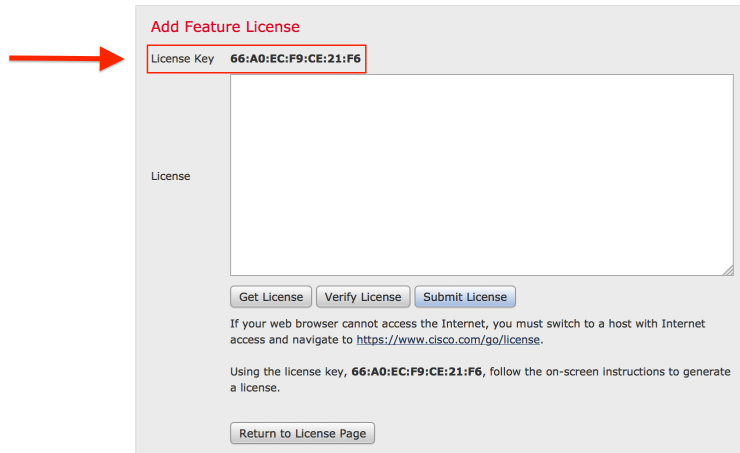 Add Feature License
License Key 66:A0:EC:F9:CE:21:F6
License
Get License Verify License Submit License
If your web browser cannot access the Internet, you must switch to a host with Internet
access and navigate to https://www.cisco.com/go/license.
Using the license key, 66:A0:EC:F9:CE:21:F6, follow the on-screen instructions to generate
a license.
Return to License Page